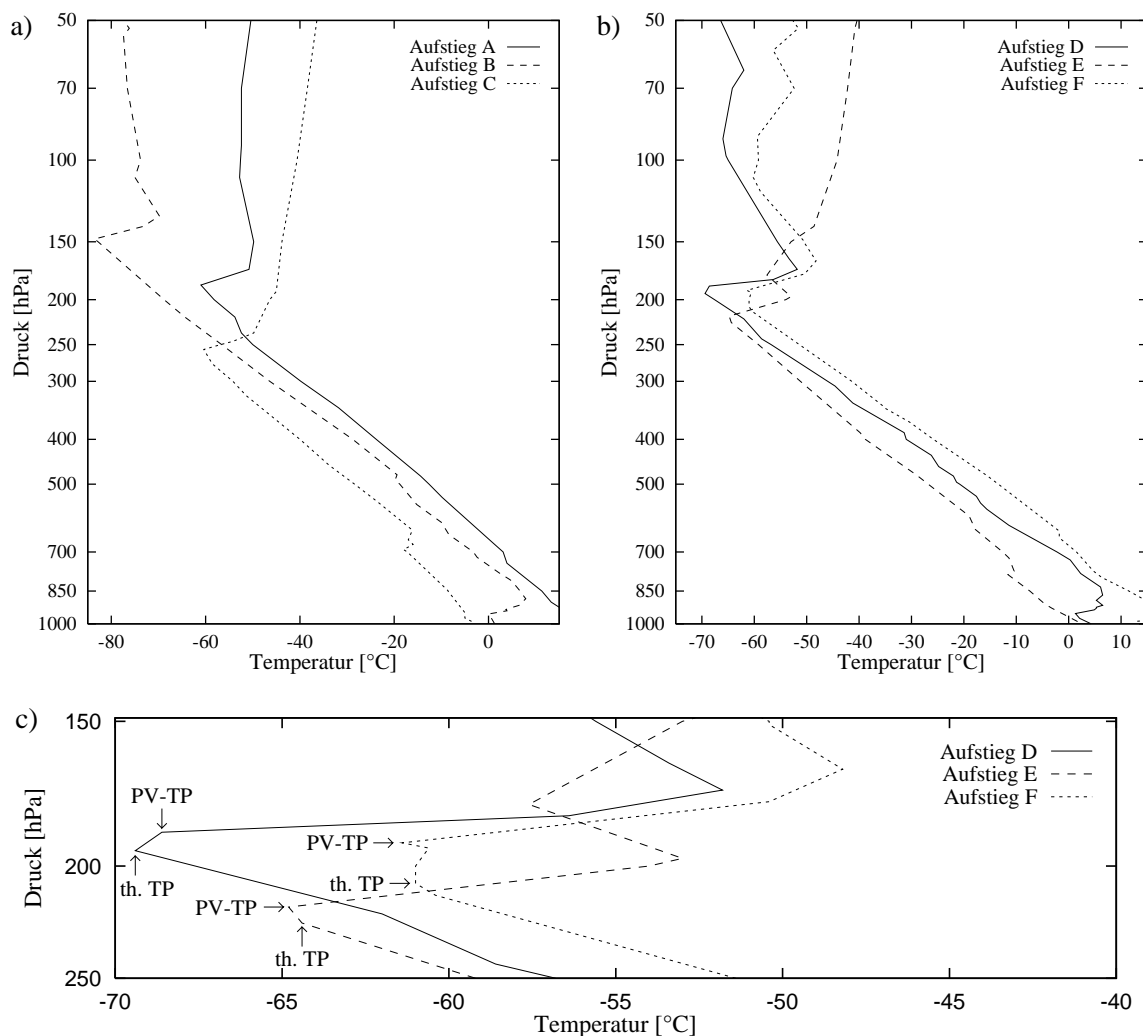 a)
50
70
100
150
200
250
300
400
500
700
850
1000
Druck [hPa]
Aufstieg A
Aufstieg B
Aufstieg C
-80
-60
-40
-20
0
Temperatur [°C]
b)
50
70
100
150
200
250
300
400
500
700
850
1000
Druck [hPa]
Aufstieg D
Aufstieg E
Aufstieg F
-70
-60
-50
-40
-30
-20
-10
0
10
Temperatur [°C]
c)
150
200
250
Druck [hPa]
Aufstieg D
Aufstieg E
Aufstieg F
PV-TP
PV-TP
th. TP
th. TP
PV-TP
th. TP
-70
-65
-60
-55
-50
-45
-40
Temperatur [°C]